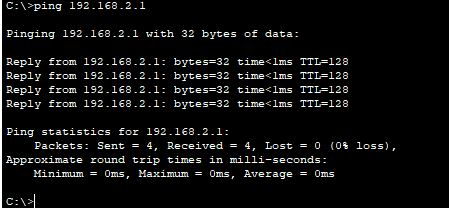 C:\>ping 192.168.2.1
Pinging 192.168.2.1 with 32 bytes of data:
Reply from 192.168.2.1: bytes=32 time<1ms TTL=128
Reply from 192.168.2.1: bytes=32 time<1ms TTL=128
Reply from 192.168.2.1: bytes=32 time<1ms TTL=128
Reply from 192.168.2.1: bytes=32 time<1ms TTL=128
Ping statistics for 192.168.2.1:
Packets: Sent = 4, Received = 4, Lost = 0 (0% loss),
Approximate round trip times in milli-seconds:
Minimum = 0ms, Maximum = 0ms, Average = 0ms
C:\>